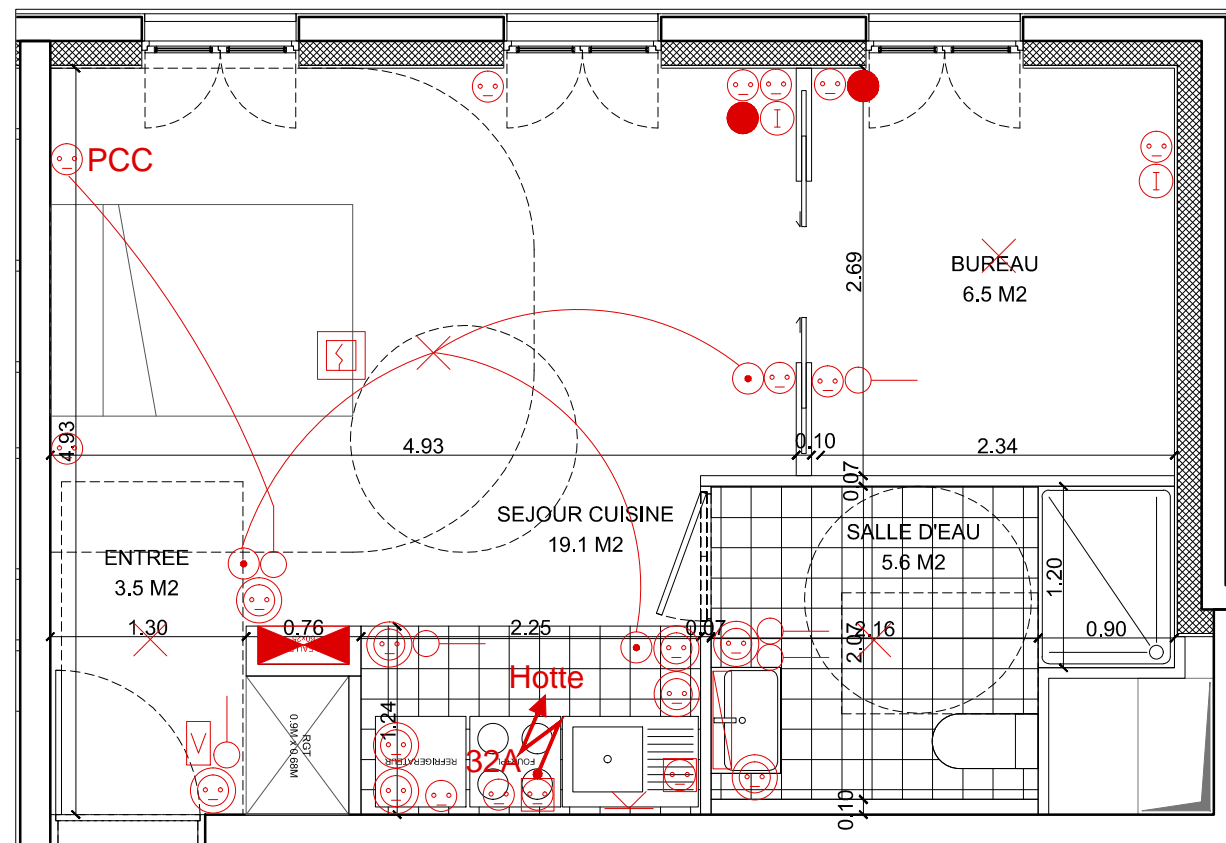 PCC
BUREAU
6.5 M2
2.69
4.93
4.93
0.10
2.34
0.07
SEJOUR CUISINE
19.1 M2
SALLE D'EAU
5.6 M2
ENTREE
3.5 M2
1.20
1.30
0.76
2.25
0.07
2.16
2.07
0.90
Hotte
1.24
32A
RGT
0.9M x 0.68M
REFRIGERATEUR
0.10